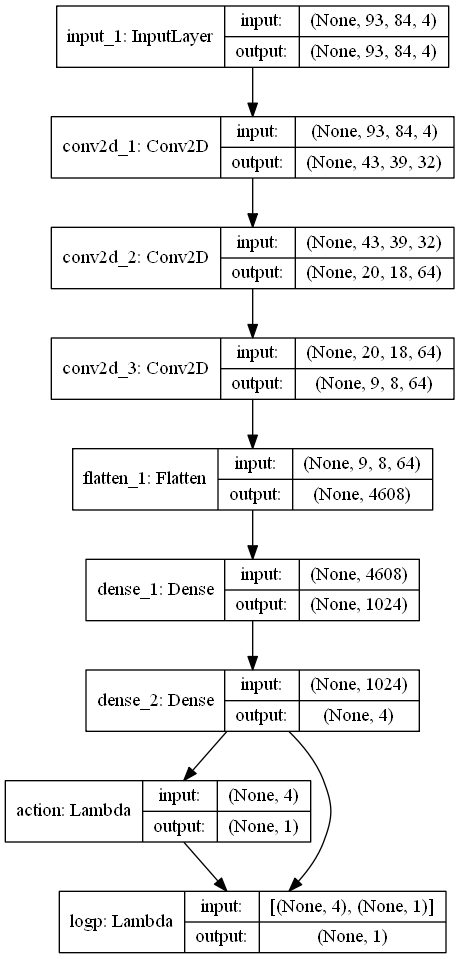 input_1: InputLayer
input: (None, 93, 84, 4)
output: (None, 93, 84, 4)
conv2d_1: Conv2D
input: (None, 93, 84, 4)
output: (None, 43, 39, 32)
conv2d_2: Conv2D
input: (None, 43, 39, 32)
output: (None, 20, 18, 64)
conv2d_3: Conv2D
input: (None, 20, 18, 64)
output: (None, 9, 8, 64)
flatten_1: Flatten
input: (None, 9, 8, 64)
output: (None, 4608)
dense_1: Dense
input: (None, 4608)
output: (None, 1024)
dense_2: Dense
input: (None, 1024)
output: (None, 4)
action: Lambda
input: (None, 4)
output: (None, 1)
logp: Lambda
input: [(None, 4), (None, 1)]
output: (None, 1)